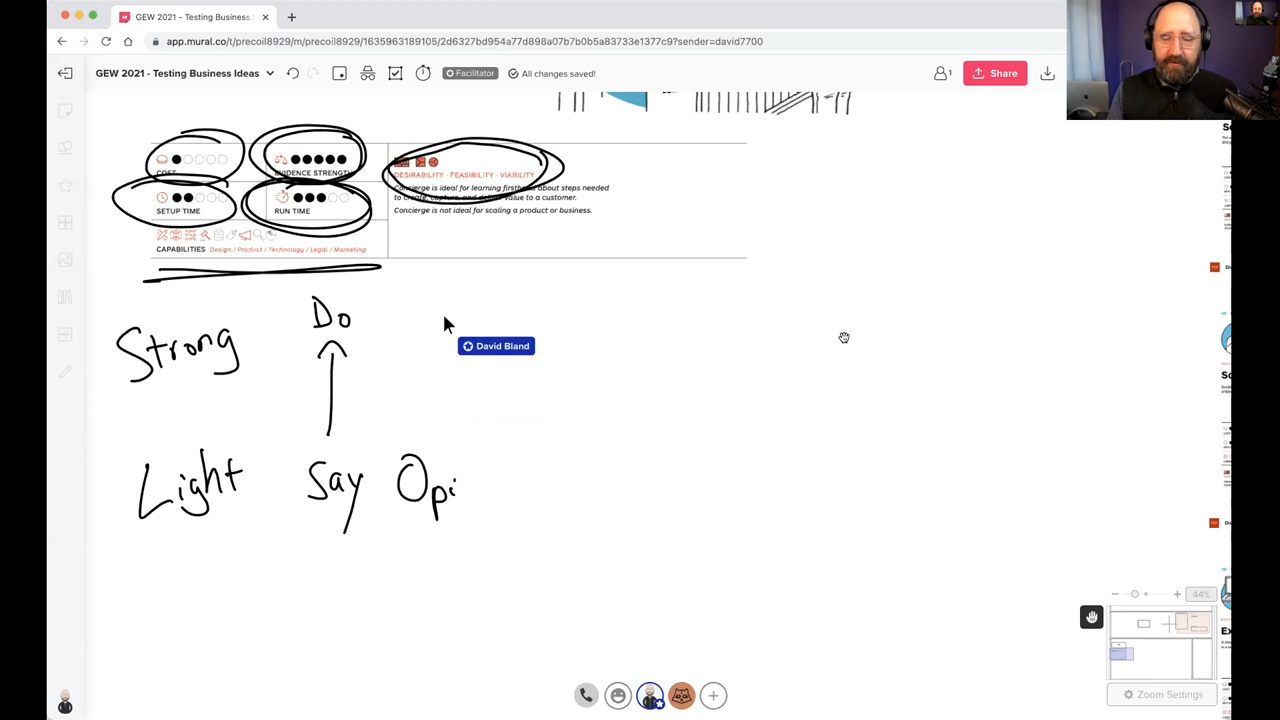 GEW 2021 - Testing Business I
app.mural.co/t/precoil8929/m/precoil8929/1635963189105/2d6327bd954a77d898a07b7b0b5a83733e1377c9?sender=david7700
GEW 2021 - Testing Business Ideas
Facilitator
All changes saved!
1
Share
COST
EVIDENCE STRENGTH
SETUP TIME
RUN TIME
CAPABILITIES Design / Product / Technology / Legal / Marketing
DESIRABILITY · FEASIBILITY · VIABILITY
Concierge is ideal for learning firsthand about steps needed
to create, capture, and deliver value to a customer.
Concierge is not ideal for scaling a product or business.
Strong
Do
David Bland
Light Say Opi
44%
Zoom Settings